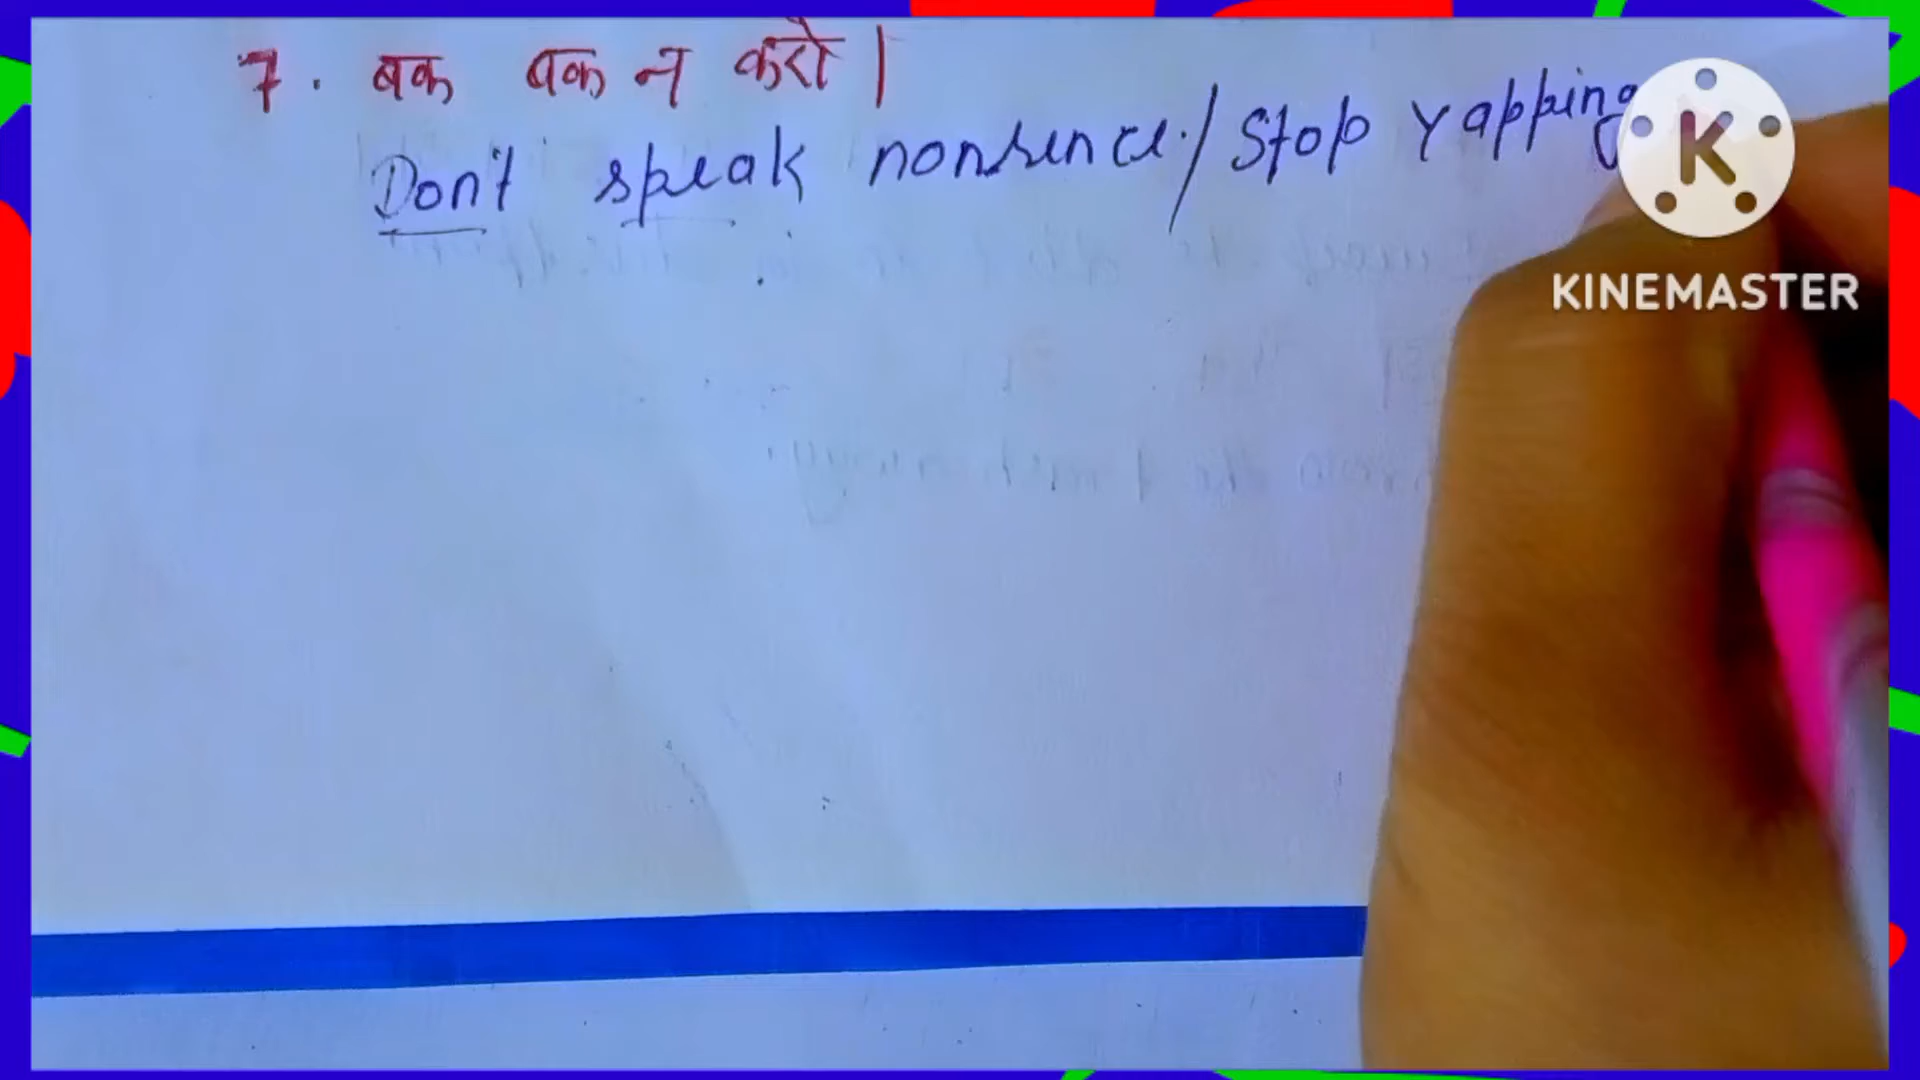 7. बक बक न करो।
Don't speak nonsence./Stop Yapping
K
KINEMASTER